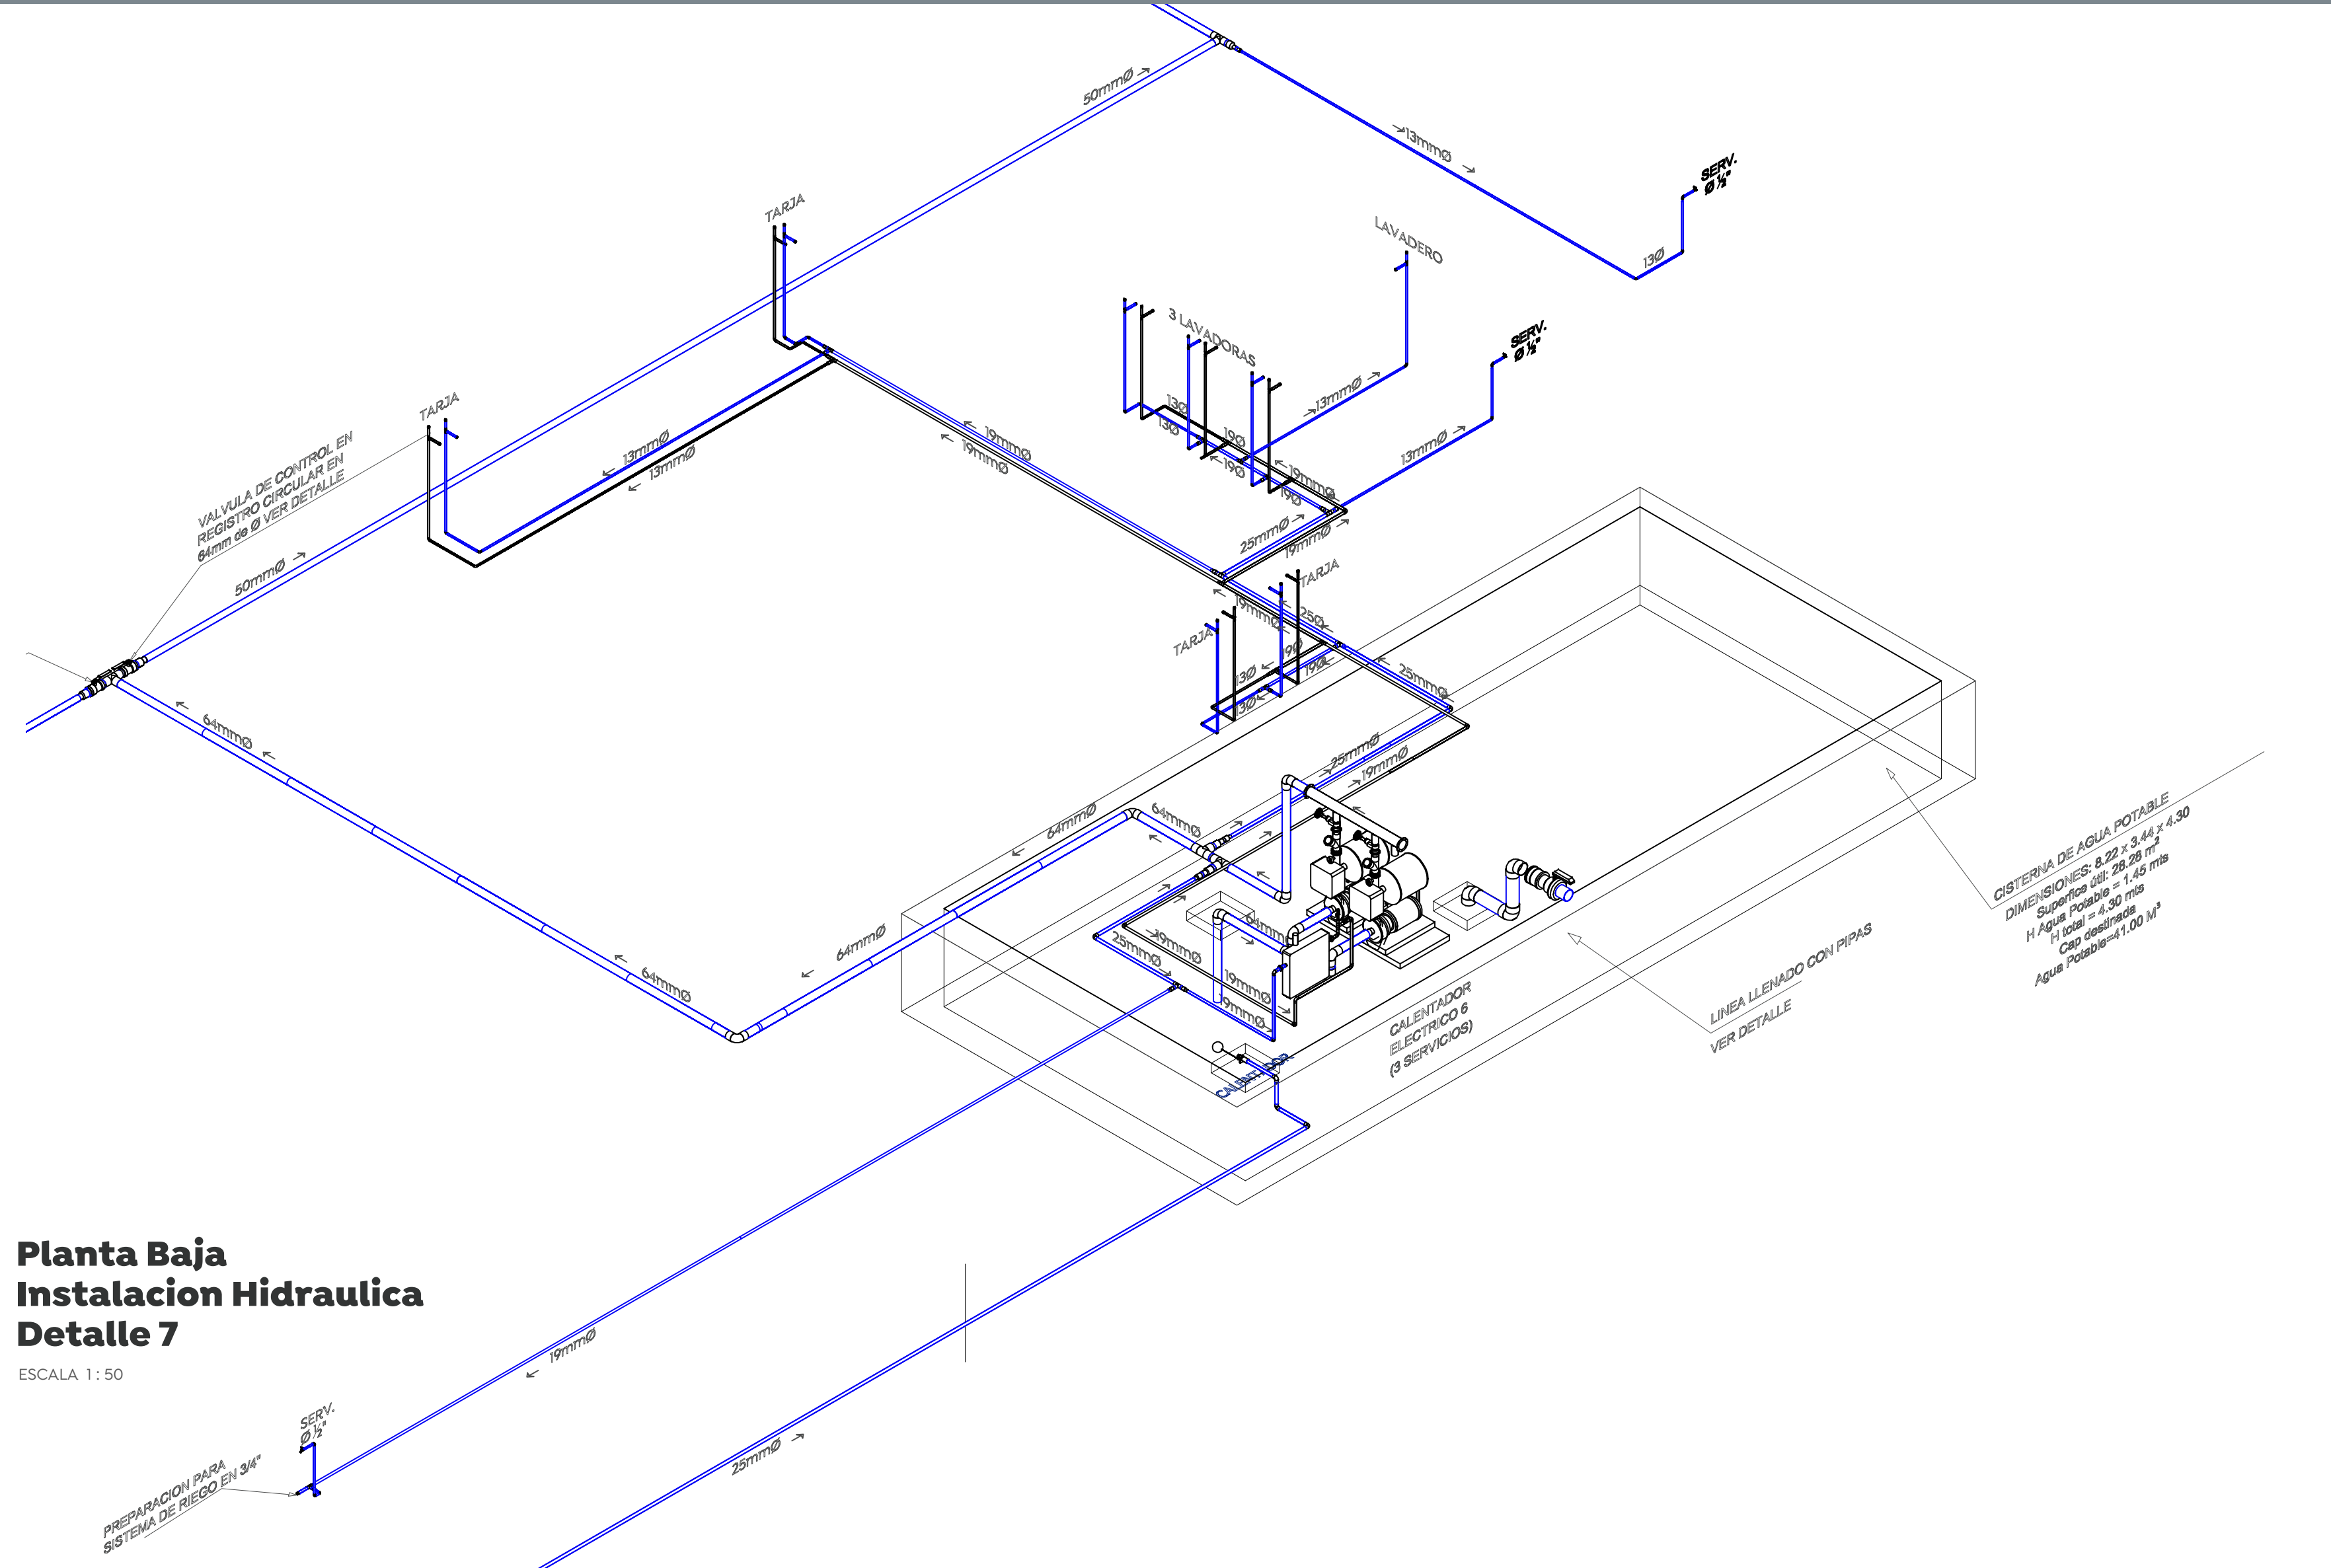 50mmØ
13mmØ
SERV.
Ø ½"
13Ø
TARJA
LAVADERO
3 LAVADORAS
SERV.
Ø ½"
13mmØ
13mmØ
TARJA
13Ø
13Ø
19Ø
19Ø
19mmØ
19Ø
19mmØ
19mmØ
13mmØ
13mmØ
VALVULA DE CONTROL EN
REGISTRO CIRCULAR EN
64mm de Ø VER DETALLE
50mmØ
25mmØ
19mmØ
TARJA
19mmØ
25Ø
TARJA
19Ø
19Ø
13Ø
13Ø
25mmØ
64mmØ
25mmØ
19mmØ
64mmØ
64mmØ
CISTERNA DE AGUA POTABLE
DIMENSIONES: 8.22 x 3.44 x 4.30
Superfice útil: 28.28 m²
H Agua Potable = 1.45 mts
H total = 4.30 mts
Cap destinada
Agua Potable=41.00 M³
64mmØ
64mmØ
64mmØ
19mmØ
25mmØ
19mmØ
19mmØ
LINEA LLENADO CON PIPAS
VER DETALLE
CALENTADOR
ELECTRICO 6
(3 SERVICIOS)
CALENTADOR
Planta Baja
Instalacion Hidraulica
Detalle 7
ESCALA 1:50
19mmØ
SERV.
Ø ½"
25mmØ
PREPARACION PARA
SISTEMA DE RIEGO EN 3/4"